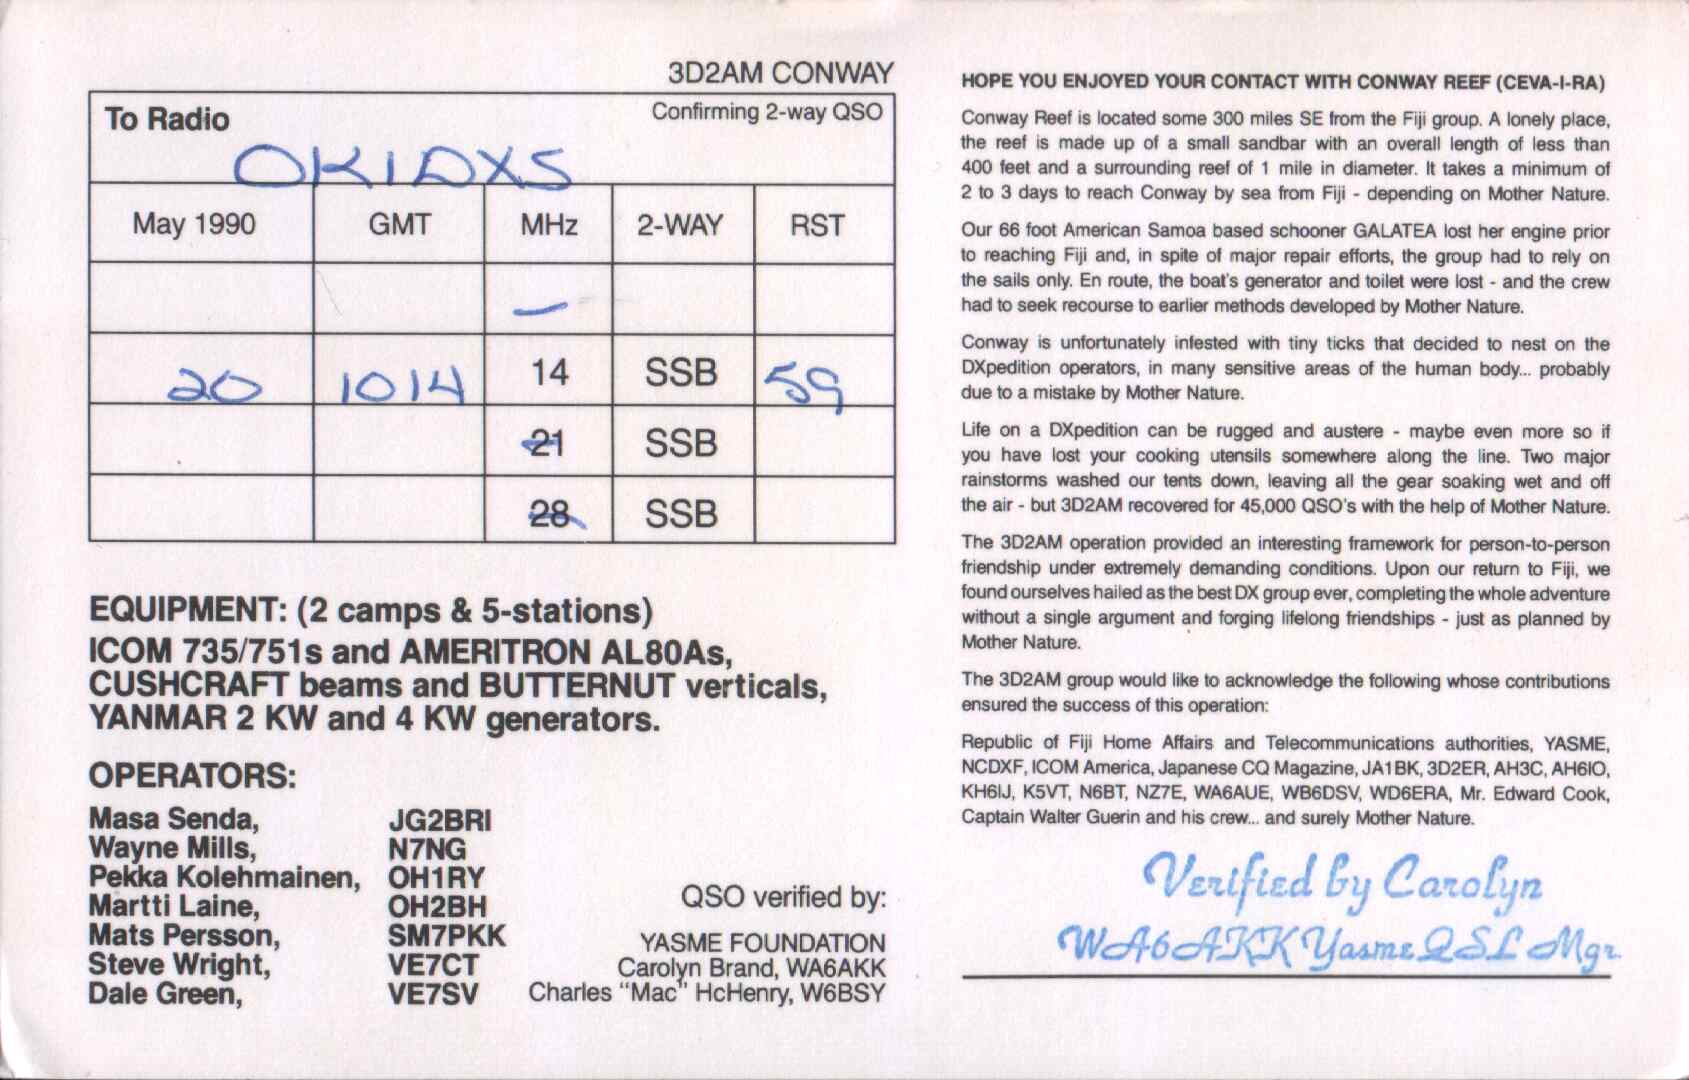 3D2AM CONWAY
To Radio
Confirming 2-way QSO
OK1DXS
May 1990 GMT MHz 2-WAY RST
—
20 1014 14 SSB 59
21 SSB
28 SSB
EQUIPMENT: (2 camps & 5-stations)
ICOM 735/751s and AMERITRON AL80As,
CUSHCRAFT beams and BUTTERNUT verticals,
YANMAR 2 KW and 4 KW generators.
OPERATORS:
Masa Senda, JG2BRI
Wayne Mills, N7NG
Pekka Kolehmainen, OH1RY
Martti Laine, OH2BH
Mats Persson, SM7PKK
Steve Wright, VE7CT
Dale Green, VE7SV
QSO verified by:
YASME FOUNDATION
Carolyn Brand, WA6AKK
Charles "Mac" HcHenry, W6BSY
HOPE YOU ENJOYED YOUR CONTACT WITH CONWAY REEF (CEVA-I-RA)
Conway Reef is located some 300 miles SE from the Fiji group. A lonely place,
the reef is made up of a small sandbar with an overall length of less than
400 feet and a surrounding reef of 1 mile in diameter. It takes a minimum of
2 to 3 days to reach Conway by sea from Fiji - depending on Mother Nature.
Our 66 foot American Samoa based schooner GALATEA lost her engine prior
to reaching Fiji and, in spite of major repair efforts, the group had to rely on
the sails only. En route, the boat's generator and toilet were lost - and the crew
had to seek recourse to earlier methods developed by Mother Nature.
Conway is unfortunately infested with tiny ticks that decided to nest on the
DXpedition operators, in many sensitive areas of the human body... probably
due to a mistake by Mother Nature.
Life on a DXpedition can be rugged and austere - maybe even more so if
you have lost your cooking utensils somewhere along the line. Two major
rainstorms washed our tents down, leaving all the gear soaking wet and off
the air - but 3D2AM recovered for 45,000 QSO's with the help of Mother Nature.
The 3D2AM operation provided an interesting framework for person-to-person
friendship under extremely demanding conditions. Upon our return to Fiji, we
found ourselves hailed as the best DX group ever, completing the whole adventure
without a single argument and forging lifelong friendships - just as planned by
Mother Nature.
The 3D2AM group would like to acknowledge the following whose contributions
ensured the success of this operation:
Republic of Fiji Home Affairs and Telecommunications authorities, YASME,
NCDXF, ICOM America, Japanese CQ Magazine, JA1BK, 3D2ER, AH3C, AH6IO,
KH6IJ, K5VT, N6BT, NZ7E, WA6AUE, WB6DSV, WD6ERA, Mr. Edward Cook,
Captain Walter Guerin and his crew... and surely Mother Nature.
Verified by Carolyn
WA6AKK Yasme QSL Mgr.